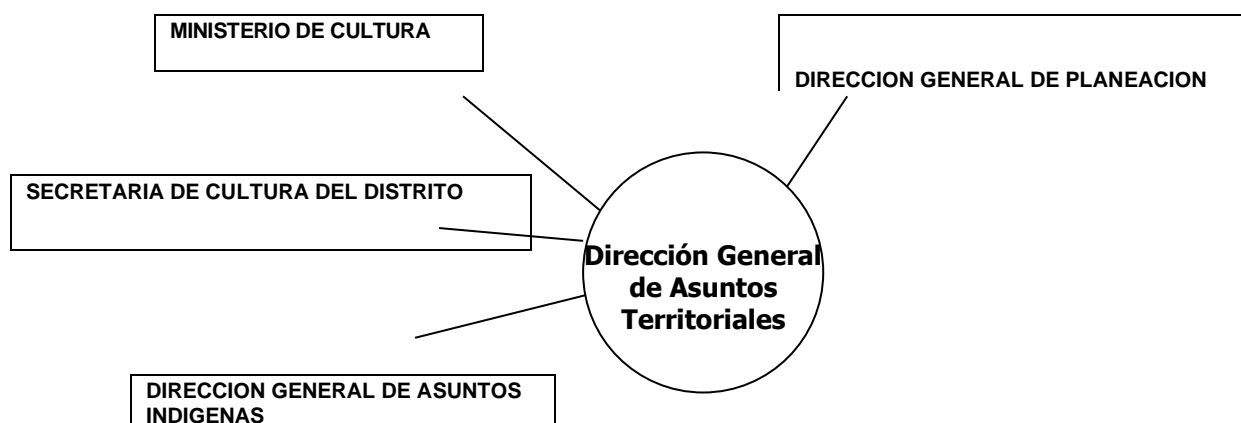 MINISTERIO DE CULTURA
DIRECCION GENERAL DE PLANEACION
SECRETARIA DE CULTURA DEL DISTRITO
Dirección General
de Asuntos
Territoriales
DIRECCION GENERAL DE ASUNTOS
INDIGENAS